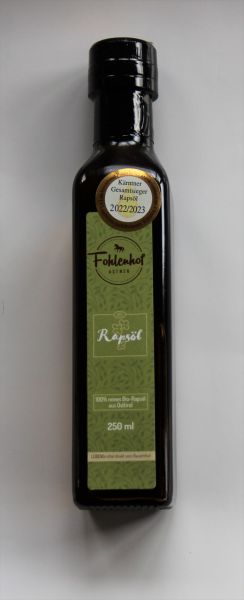 Kärntner
Gesamtsieger
Rapsöl
2022/2023
Fohlenhof
Rapsöl
100% reines Bio-Rapsöl
aus Osttirol
250 ml